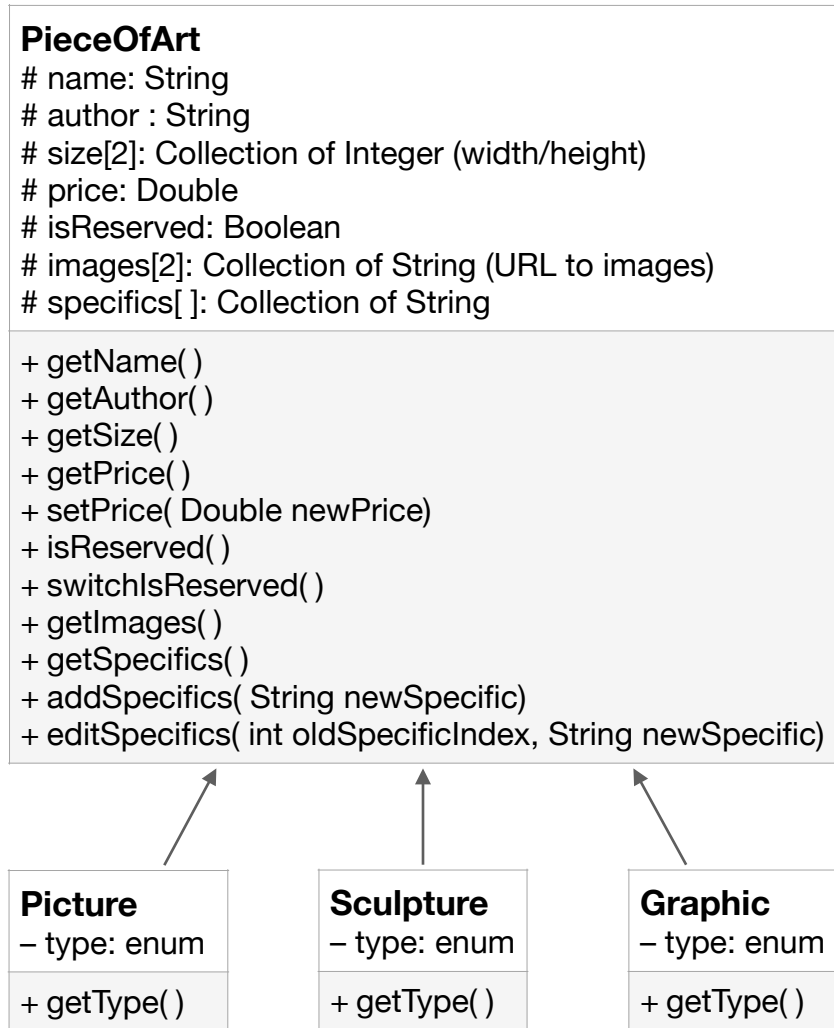 PieceOfArt
# name: String
# author : String
# size[2]: Collection of Integer (width/height)
# price: Double
# isReserved: Boolean
# images[2]: Collection of String (URL to images)
# specifics[ ]: Collection of String
+ getName( )
+ getAuthor( )
+ getSize( )
+ getPrice( )
+ setPrice( Double newPrice)
+ isReserved( )
+ switchIsReserved( )
+ getImages( )
+ getSpecifics( )
+ addSpecifics( String newSpecific)
+ editSpecifics( int oldSpecificIndex, String newSpecific)
Picture
– type: enum
+ getType( )
Sculpture
– type: enum
+ getType( )
Graphic
– type: enum
+ getType( )